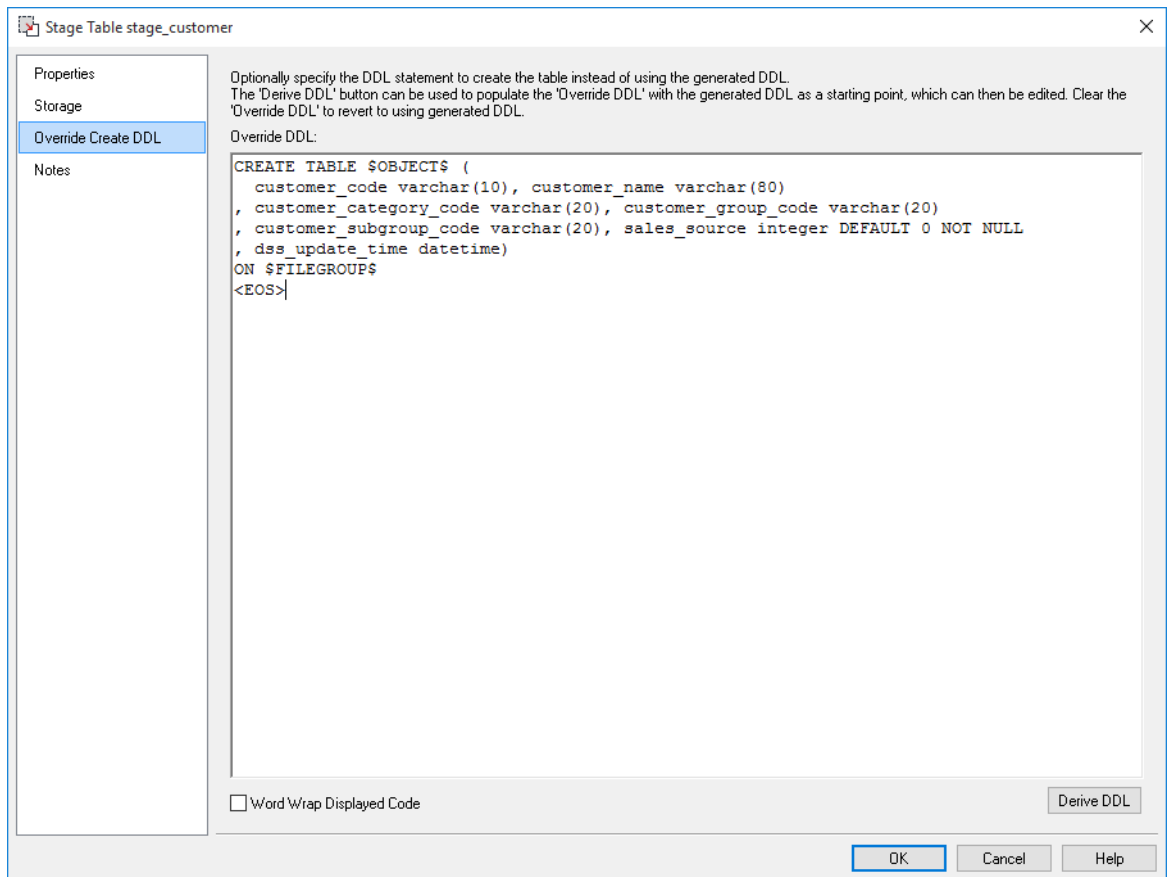 Stage Table stage_customer
Properties
Storage
Override Create DDL
Notes
Optionally specify the DDL statement to create the table instead of using the generated DDL.
The 'Derive DDL' button can be used to populate the 'Override DDL' with the generated DDL as a starting point, which can then be edited. Clear the
'Override DDL' to revert to using generated DDL.
Override DDL:
CREATE TABLE $OBJECT$ (
  customer_code varchar(10), customer_name varchar(80)
, customer_category_code varchar(20), customer_group_code varchar(20)
, customer_subgroup_code varchar(20), sales_source integer DEFAULT 0 NOT NULL
, dss_update_time datetime)
ON $FILEGROUP$
<EOS>
Word Wrap Displayed Code
Derive DDL
OK
Cancel
Help